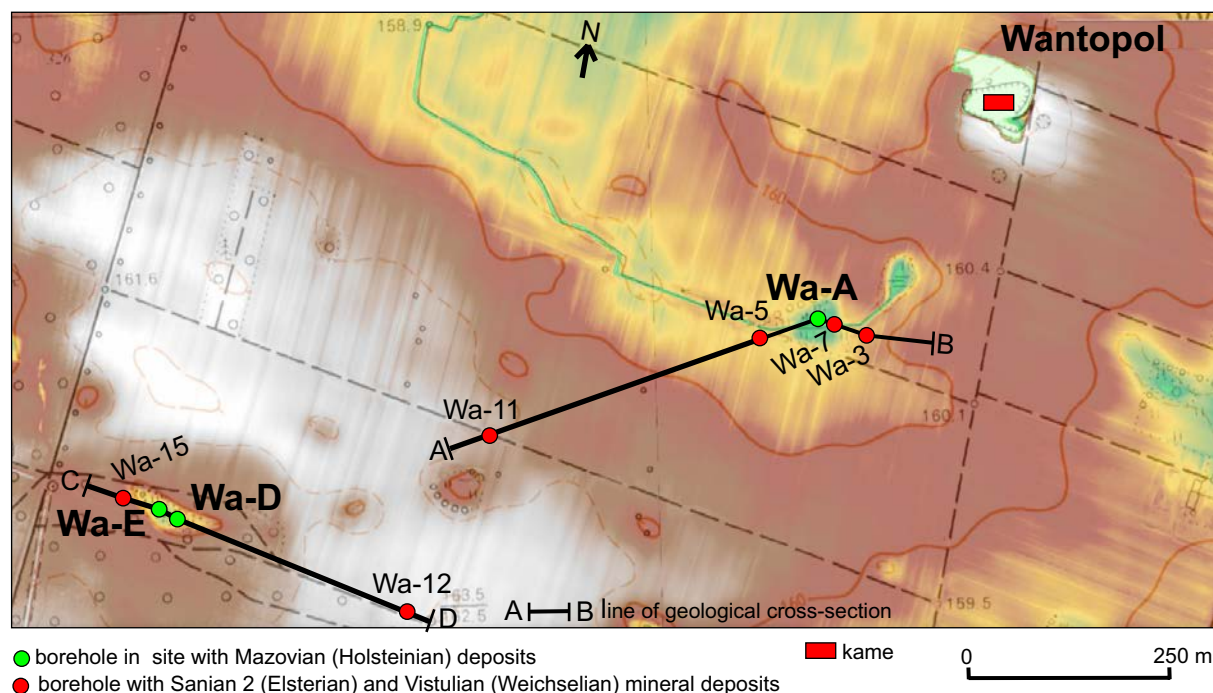 158,9
N
Wantopol
160
161.6
160.4
Wa-A
Wa-5
B
Wa-7
Wa-3
Wa-11
160.1
A
Wa-15
C
Wa-D
Wa-E
Wa-12
D
A B line of geological cross-section
159.5
borehole in site with Mazovian (Holsteinian) deposits
kame
0 250 m
borehole with Sanian 2 (Elsterian) and Vistulian (Weichselian) mineral deposits